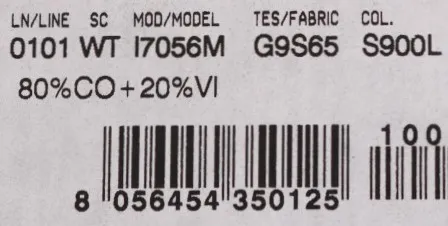 LN/LINE SC MOD/MODEL TES/FABRIC COL.
0101 WT I7056M G9S65 S900L
80%CO+20%VI
100
8 056454 350125